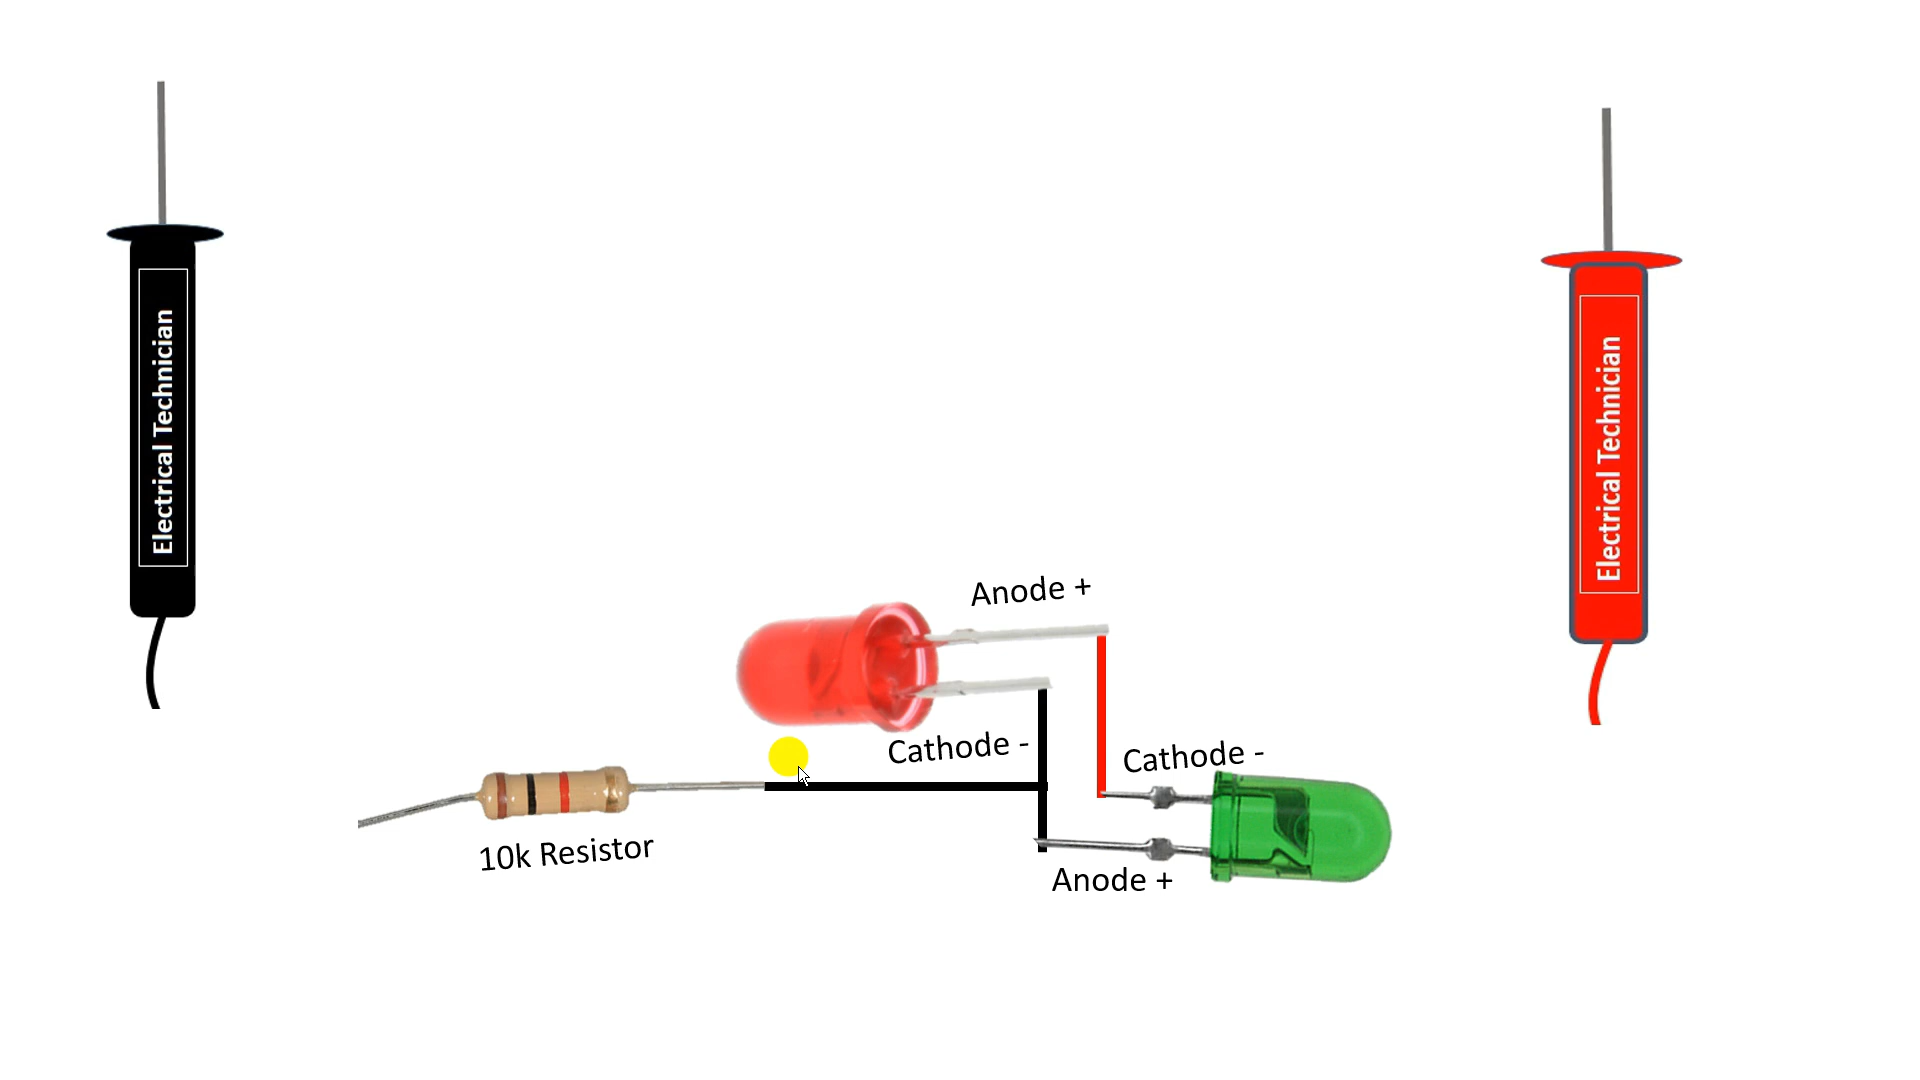 Electrical Technician
Electrical Technician
Anode +
Cathode -
Cathode -
10k Resistor
Anode +